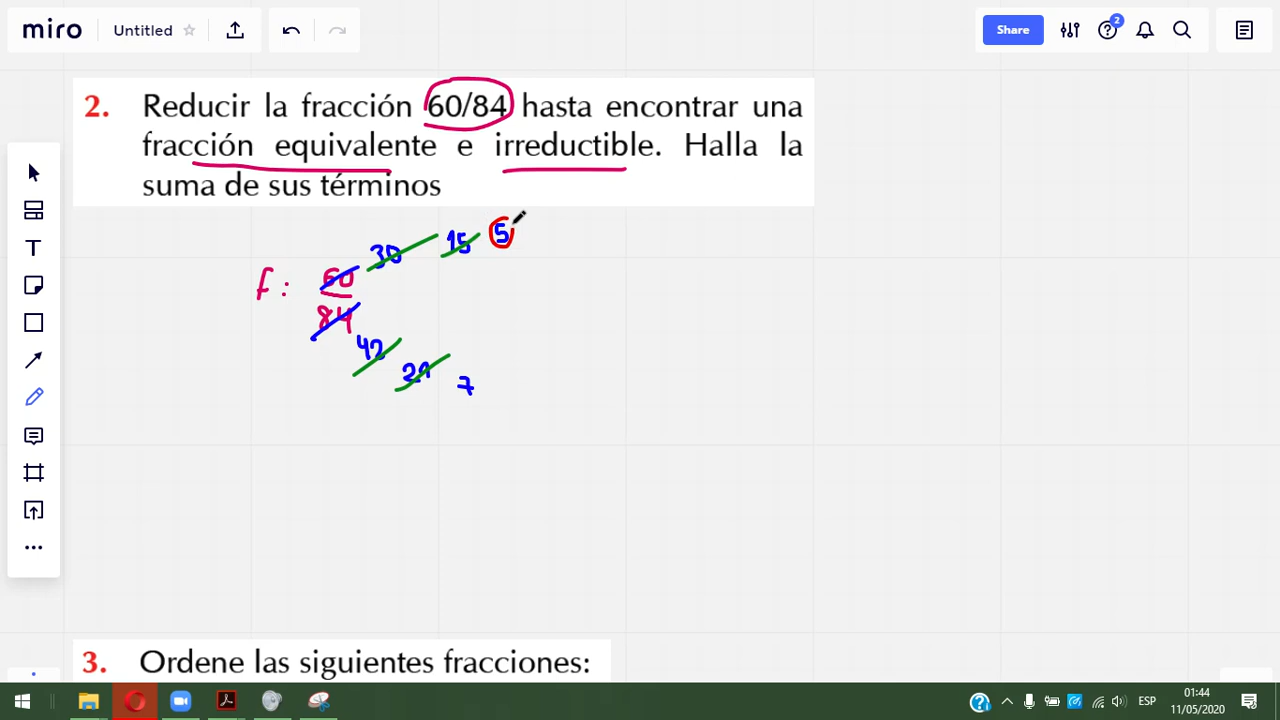 miro
Untitled
Share
2
2. Reducir la fracción 60/84 hasta encontrar una
fracción equivalente e irreductible. Halla la
suma de sus términos
30 15 5
f: 60
84
42
21
7
3. Ordene las siguientes fracciones:
ESP
01:44
11/05/2020